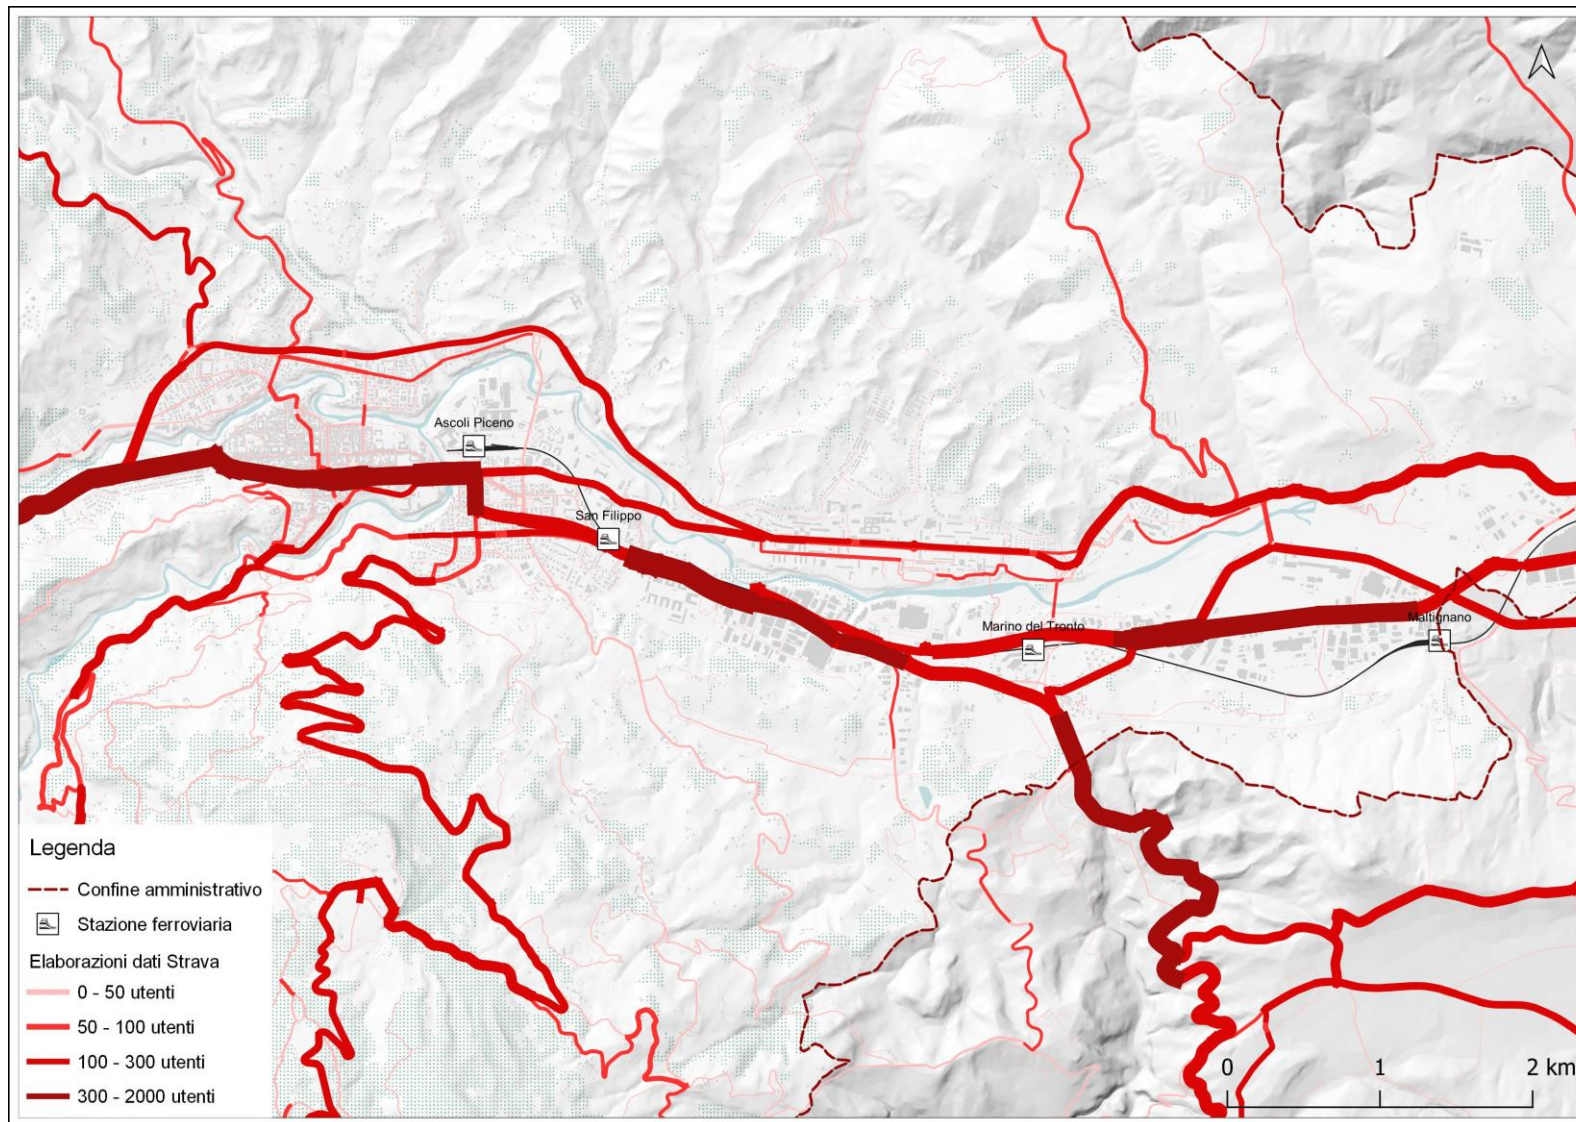 Ascoli Piceno
San Filippo
Marino del Tronto
Maltignano
Legenda
Confine amministrativo
Stazione ferroviaria
Elaborazioni dati Strava
0 - 50 utenti
50 - 100 utenti
100 - 300 utenti
300 - 2000 utenti
0 1 2 km